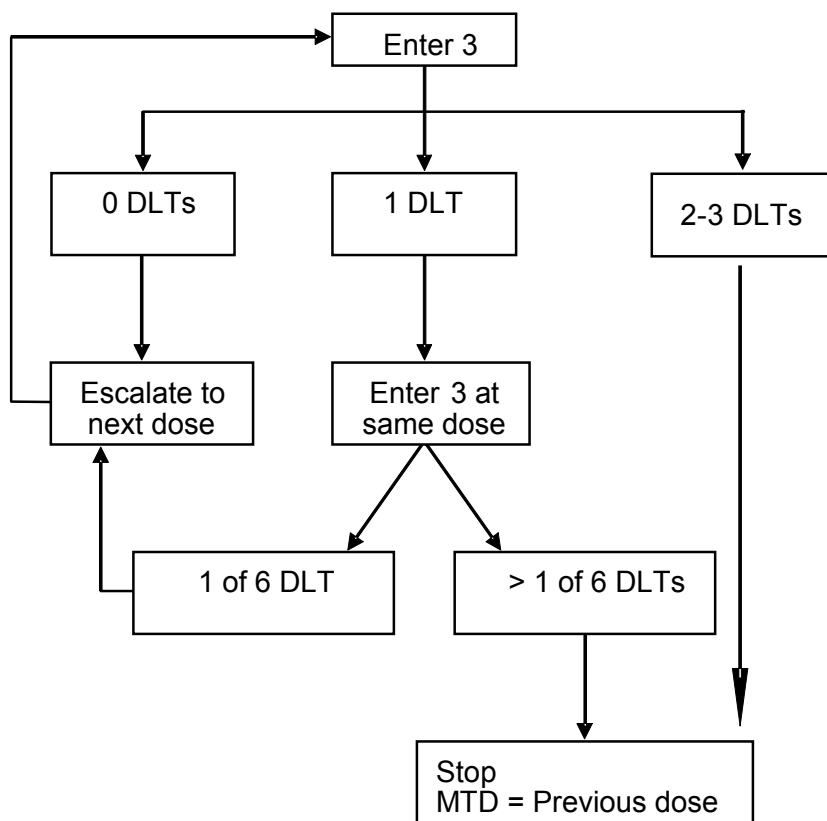 Enter 3
0 DLTs
1 DLT
2-3 DLTs
Escalate to
next dose
Enter 3 at
same dose
1 of 6 DLT
> 1 of 6 DLTs
Stop
MTD = Previous dose